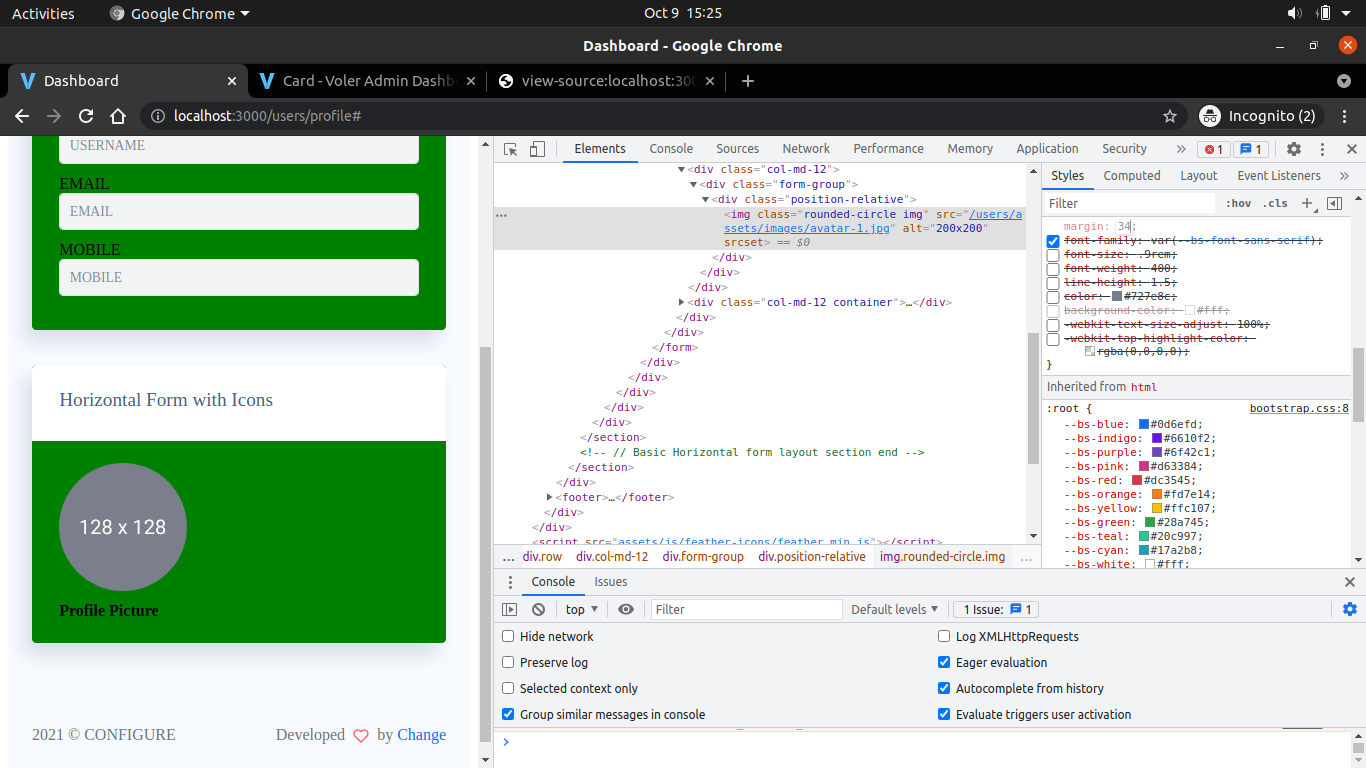 Activities
Google Chrome
Oct 9 15:25
Dashboard - Google Chrome
Dashboard
Card - Voler Admin Dashb
view-source:localhost:300
localhost:3000/users/profile#
Incognito (2)
USERNAME
EMAIL
EMAIL
MOBILE
MOBILE
Horizontal Form with Icons
128 x 128
Profile Picture
2021 © CONFIGURE
Developed by Change
Elements
Console
Sources
Network
Performance
Memory
Application
Security
1
1
<div class="col-md-12">
<div class="form-group">
<div class="position-relative">
<img class="rounded-circle img" src="/users/a
ssets/images/avatar-1.jpg" alt="200x200"
srcset> == $0
</div>
</div>
</div>
<div class="col-md-12 container">…</div>
</div>
</div>
</form>
</div>
</div>
</div>
</div>
</div>
</section>
<!-- // Basic Horizontal form layout section end -->
</section>
</div>
<footer>…</footer>
</div>
</div>
<script src="assets/js/feather-icons/feather.min.js"></script>
... div.row div.col-md-12 div.form-group div.position-relative img.rounded-circle.img ...
Styles
Computed
Layout
Event Listeners
Filter
:hov .cls
margin: 34;
font-family: var(--bs-font-sans-serif);
font-size: .9rem;
font-weight: 400;
line-height: 1.5;
color: #727e8c;
background-color: #fff;
-webkit-text-size-adjust: 100%;
-webkit-tap-highlight-color:
rgba(0,0,0,0);
}
Inherited from html
:root { bootstrap.css:8
--bs-blue: #0d6efd;
--bs-indigo: #6610f2;
--bs-purple: #6f42c1;
--bs-pink: #d63384;
--bs-red: #dc3545;
--bs-orange: #fd7e14;
--bs-yellow: #ffc107;
--bs-green: #28a745;
--bs-teal: #20c997;
--bs-cyan: #17a2b8;
--bs-white: #fff;
Console
Issues
top
Filter
Default levels
1 Issue: 1
Hide network
Log XMLHttpRequests
Preserve log
Eager evaluation
Selected context only
Autocomplete from history
Group similar messages in console
Evaluate triggers user activation